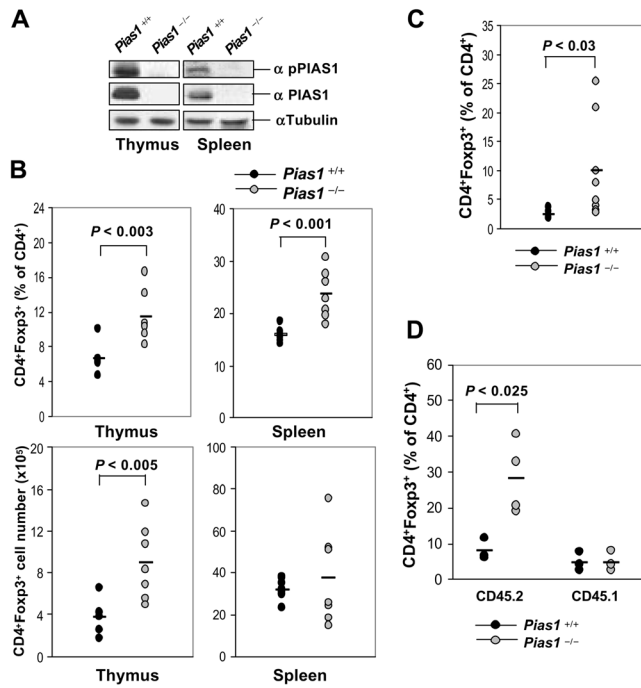 A
Pias1 +/+
Pias1 −/−
Pias1 +/+
Pias1 −/−
α pPIAS1
α PIAS1
αTubulin
Thymus
Spleen
B
Pias1 +/+
Pias1 −/−
CD4+Foxp3+ (% of CD4+)
24
20
16
12
8
4
0
P < 0.003
Thymus
40
30
20
10
0
P < 0.001
Spleen
CD4+Foxp3+ cell number (x10⁵)
20
16
12
8
4
0
P < 0.005
Thymus
100
80
60
40
20
0
Spleen
C
P < 0.03
CD4+Foxp3+ (% of CD4+)
35
30
25
20
15
10
5
0
Pias1 +/+
Pias1 −/−
D
CD4+Foxp3+ (% of CD4+)
60
50
40
30
20
10
0
P < 0.025
CD45.2
CD45.1
Pias1 +/+
Pias1 −/−